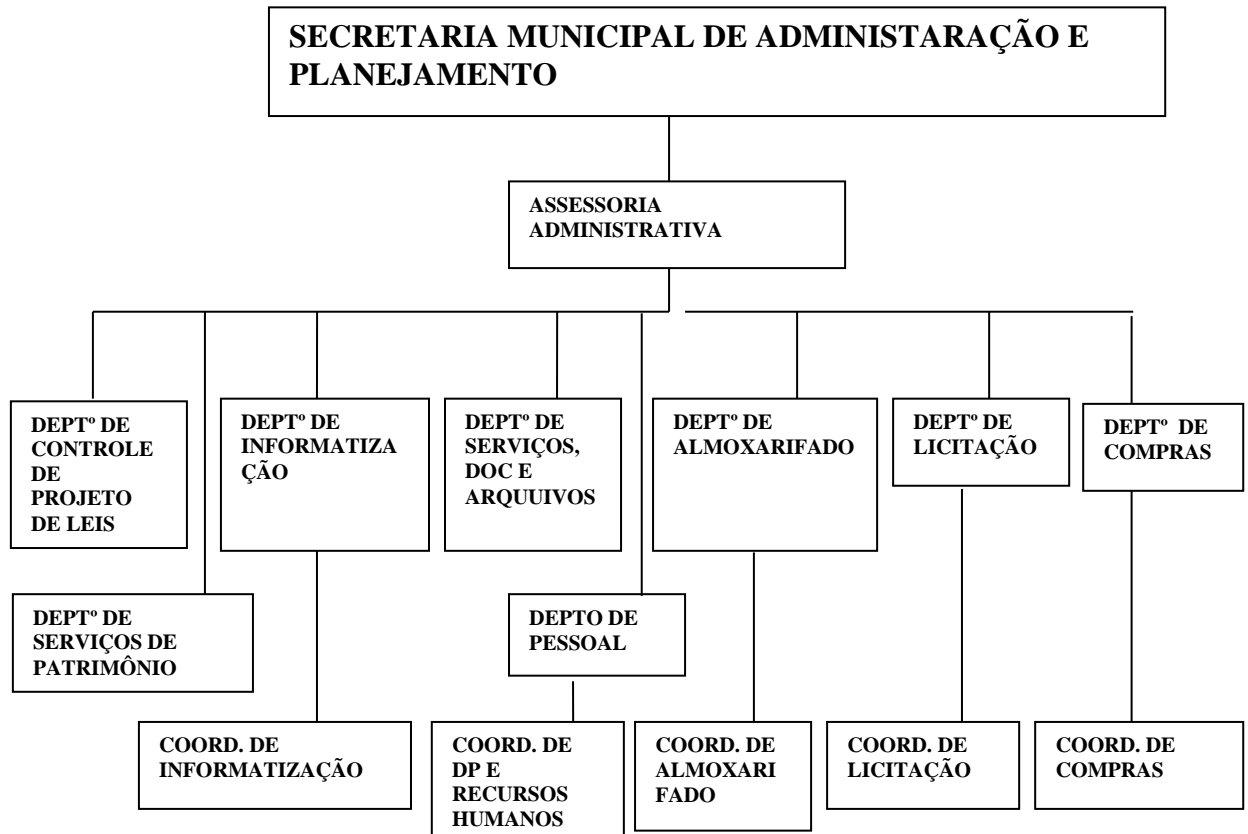 SECRETARIA MUNICIPAL DE ADMINISTARAÇÃO E
PLANEJAMENTO
ASSESSORIA
ADMINISTRATIVA
DEPTº DE
CONTROLE
DE
PROJETO
DE LEIS
DEPTº DE
INFORMATIZA
ÇÃO
DEPTº DE
SERVIÇOS,
DOC E
ARQUUIVOS
DEPTº DE
ALMOXARIFADO
DEPTº DE
LICITAÇÃO
DEPTº DE
COMPRAS
DEPTº DE
SERVIÇOS DE
PATRIMÔNIO
DEPTO DE
PESSOAL
COORD. DE
INFORMATIZAÇÃO
COORD. DE
DP E
RECURSOS
HUMANOS
COORD. DE
ALMOXARI
FADO
COORD. DE
LICITAÇÃO
COORD. DE
COMPRAS